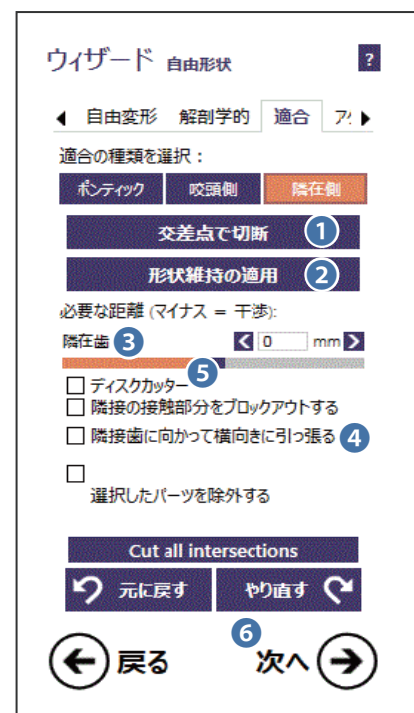 ウィザード 自由形状 ?
自由変形 解剖学的 適合
適合の種類を選択：
ポンティック 咬頭側 隣在側
交差点で切断 1
形状維持の適用 2
必要な距離 (マイナス = 干渉):
隣在歯 3 0 mm
5
ディスクカッター
隣接の接触部分をブロックアウトする
隣接歯に向かって横向きに引っ張る 4
選択したパーツを除外する
Cut all intersections
元に戻す やり直す
6
戻る 次へ